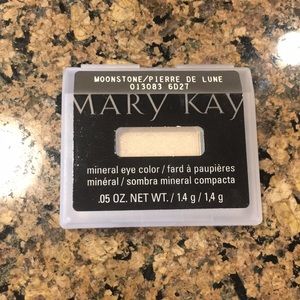 MOONSTONE/PIERRE DE LUNE
013083 6D27
MARY KAY
mineral eye color / fard à paupières
minéral / sombra mineral compacta
.05 OZ. NET WT. / 1.4 g / 1,4 g